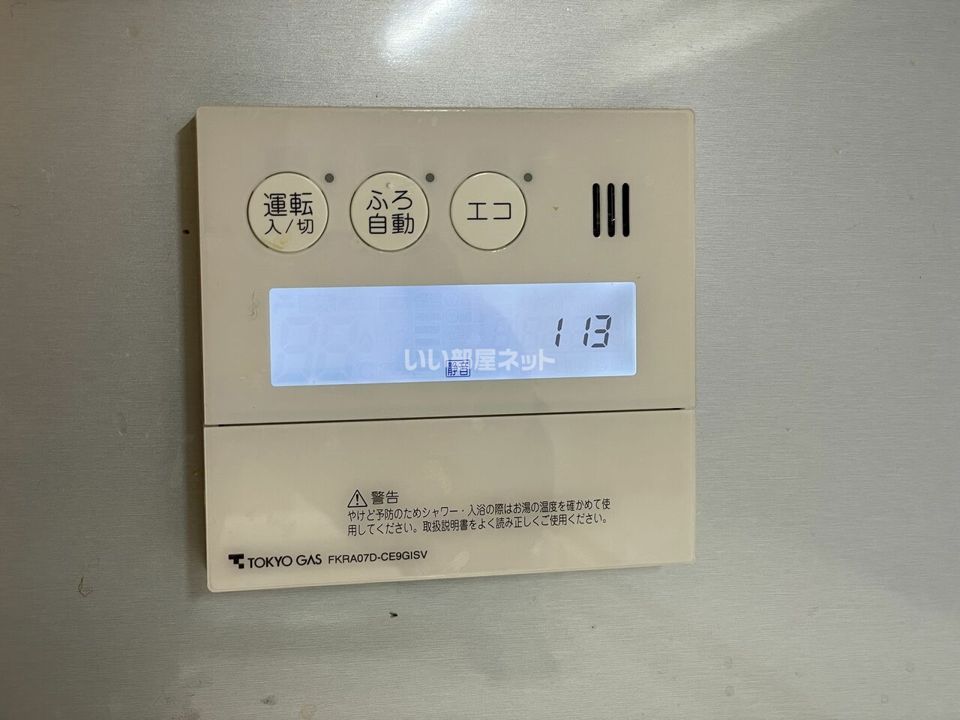 運転
入/切
ふろ
自動
エコ
113
いい部屋ネット
静音
警告
やけど予防のためシャワー・入浴の際はお湯の温度を確かめて使
用してください。取扱説明書をよく読み正しくご使用ください。
TOKYO GAS FKRA07D-CE9GISV